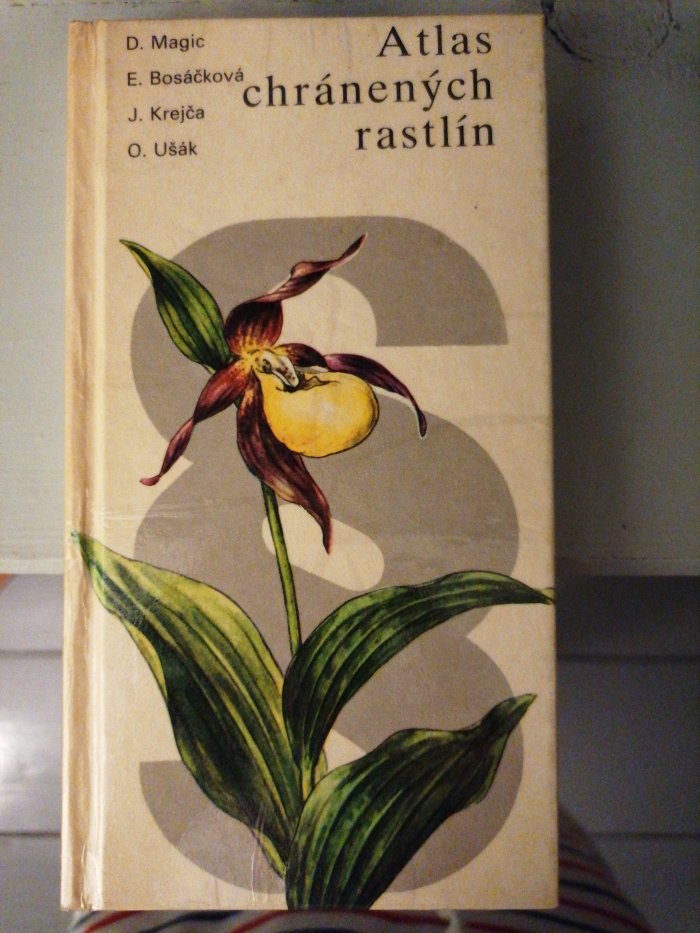 D. Magic
E. Bosáčková
J. Krejča
O. Ušák
Atlas
chránených
rastlín
§